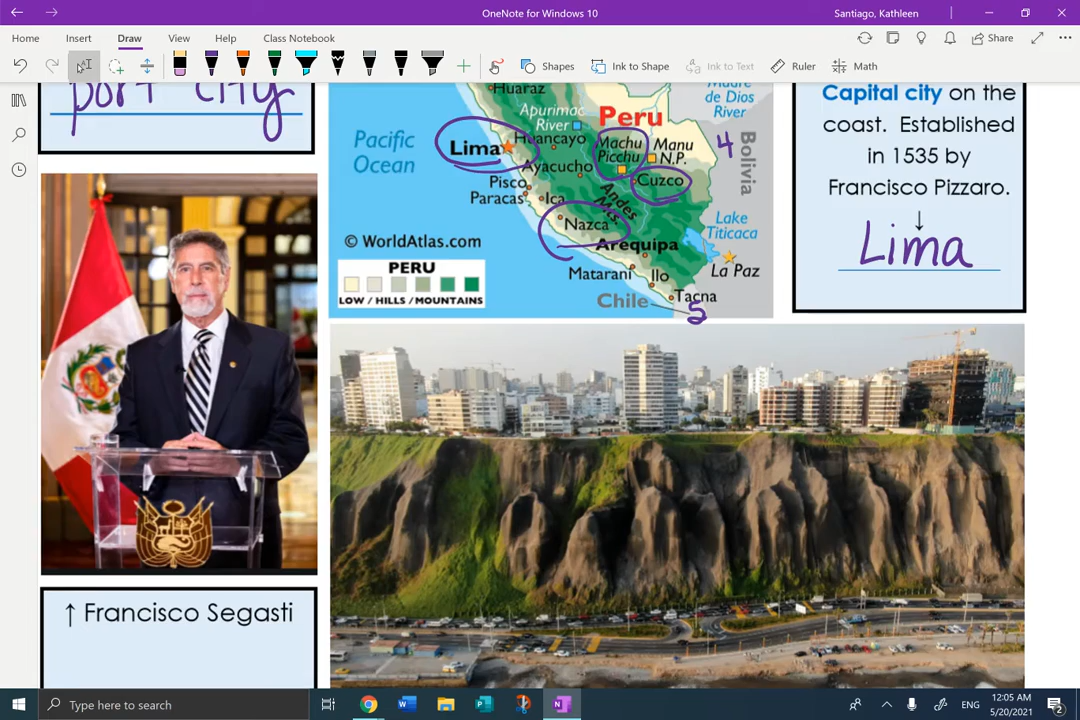 OneNote for Windows 10
Santiago, Kathleen
Home
Insert
Draw
View
Help
Class Notebook
Share
Shapes
Ink to Shape
Ink to Text
Ruler
Math
port city
Huaraz
Apurimac
River
Peru
Madre
de Dios
River
Pacific
Ocean
Lima
Huancayo
Machu
Picchu
Manu
N.P.
4
Bolivia
Ayacucho
Cuzco
Pisco
Paracas
Ica
Andes
Mts.
Nazca
Lake
Titicaca
Arequipa
© WorldAtlas.com
Matarani
Ilo
La Paz
PERU
LOW / HILLS / MOUNTAINS
Chile
Tacna
5
Capital city on the
coast. Established
in 1535 by
Francisco Pizzaro.
↓
Lima
↑ Francisco Segasti
Type here to search
ENG
12:05 AM
5/20/2021
2